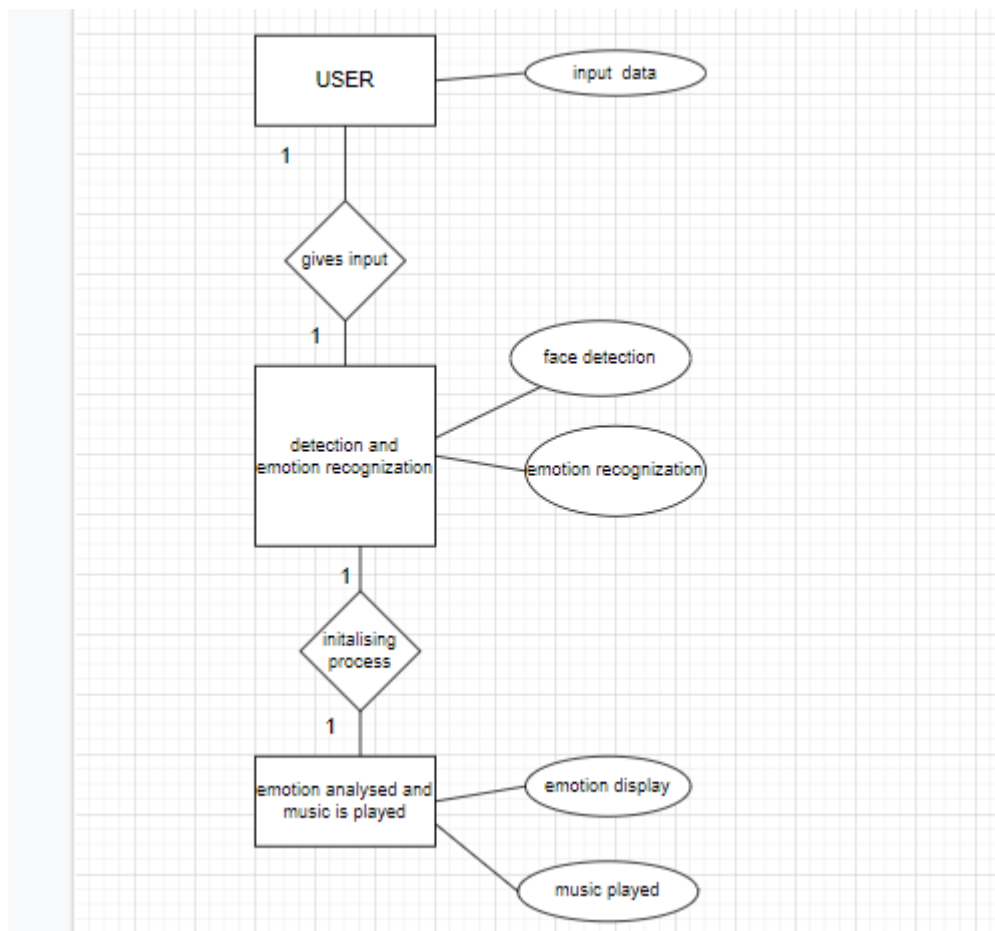 USER
input data
1
gives input
1
face detection
detection and
emotion recognization
emotion recognization
1
initalising
process
1
emotion analysed and
music is played
emotion display
music played